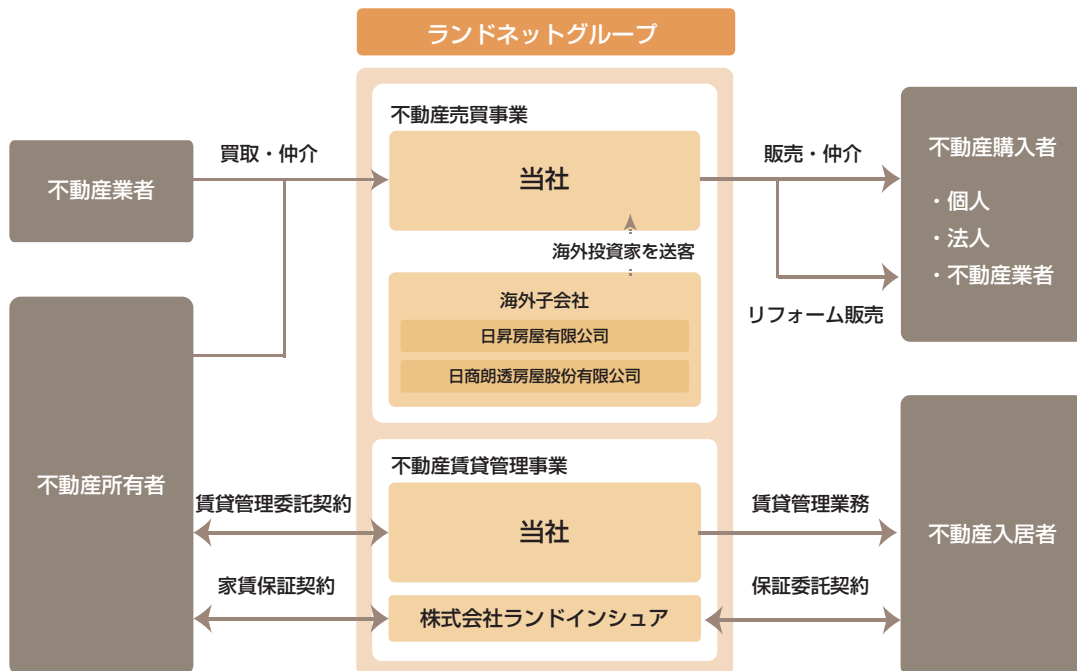 ランドネットグループ
不動産売買事業
不動産業者
買取・仲介
当社
販売・仲介
不動産購入者
・個人
・法人
・不動産業者
海外投資家を送客
リフォーム販売
海外子会社
日昇房屋有限公司
日商朗透房屋股份有限公司
不動産所有者
不動産賃貸管理事業
賃貸管理委託契約
当社
賃貸管理業務
不動産入居者
家賃保証契約
株式会社ランドインシュア
保証委託契約